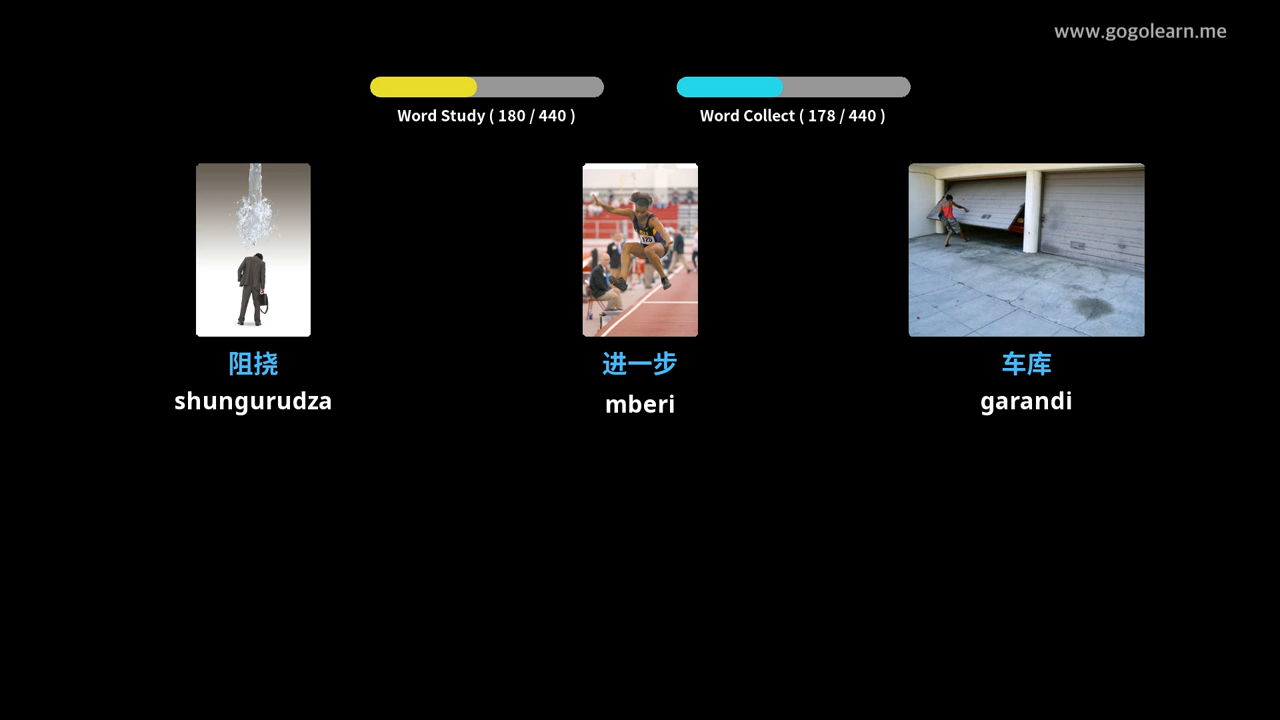 www.gogolearn.me
Word Study ( 180 / 440 )
Word Collect ( 178 / 440 )
阻挠
进一步
车库
shungurudza
mberi
garandi